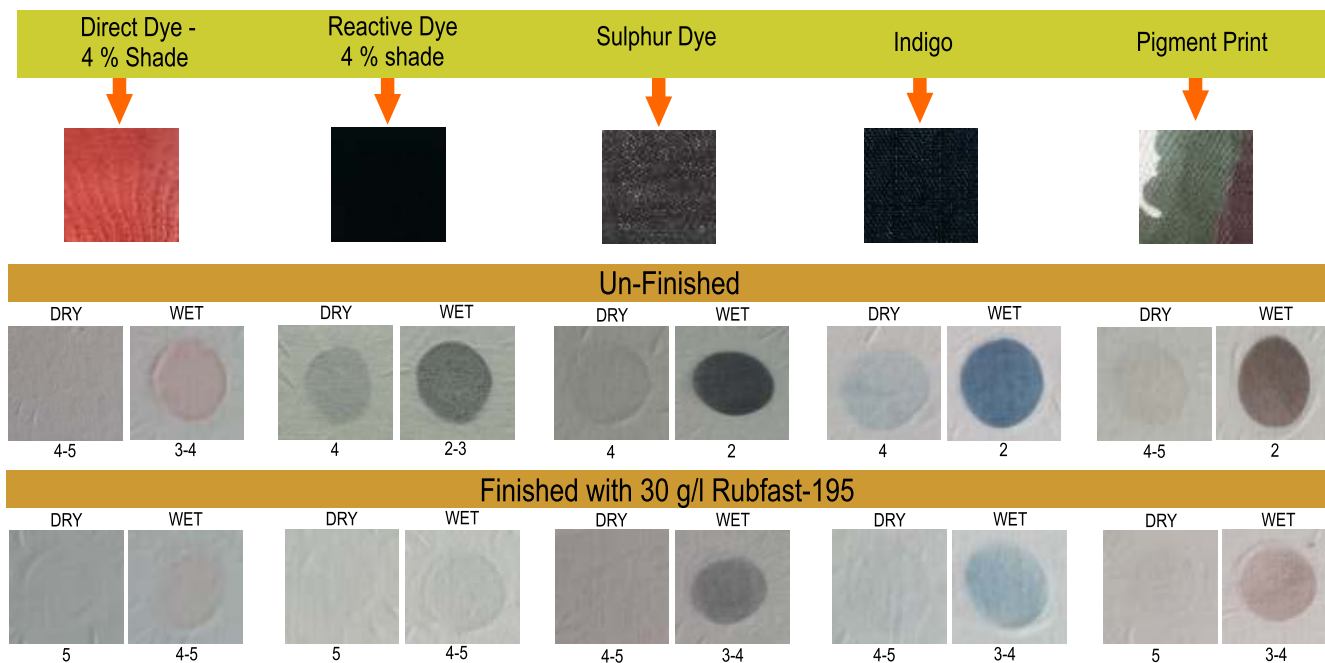 Direct Dye -
4 % Shade
Reactive Dye
4 % shade
Sulphur Dye
Indigo
Pigment Print
Un-Finished
DRY WET DRY WET DRY WET DRY WET DRY WET
4-5 3-4 4 2-3 4 2 4 2 4-5 2
Finished with 30 g/l Rubfast-195
DRY WET DRY WET DRY WET DRY WET DRY WET
5 4-5 5 4-5 4-5 3-4 4-5 3-4 5 3-4